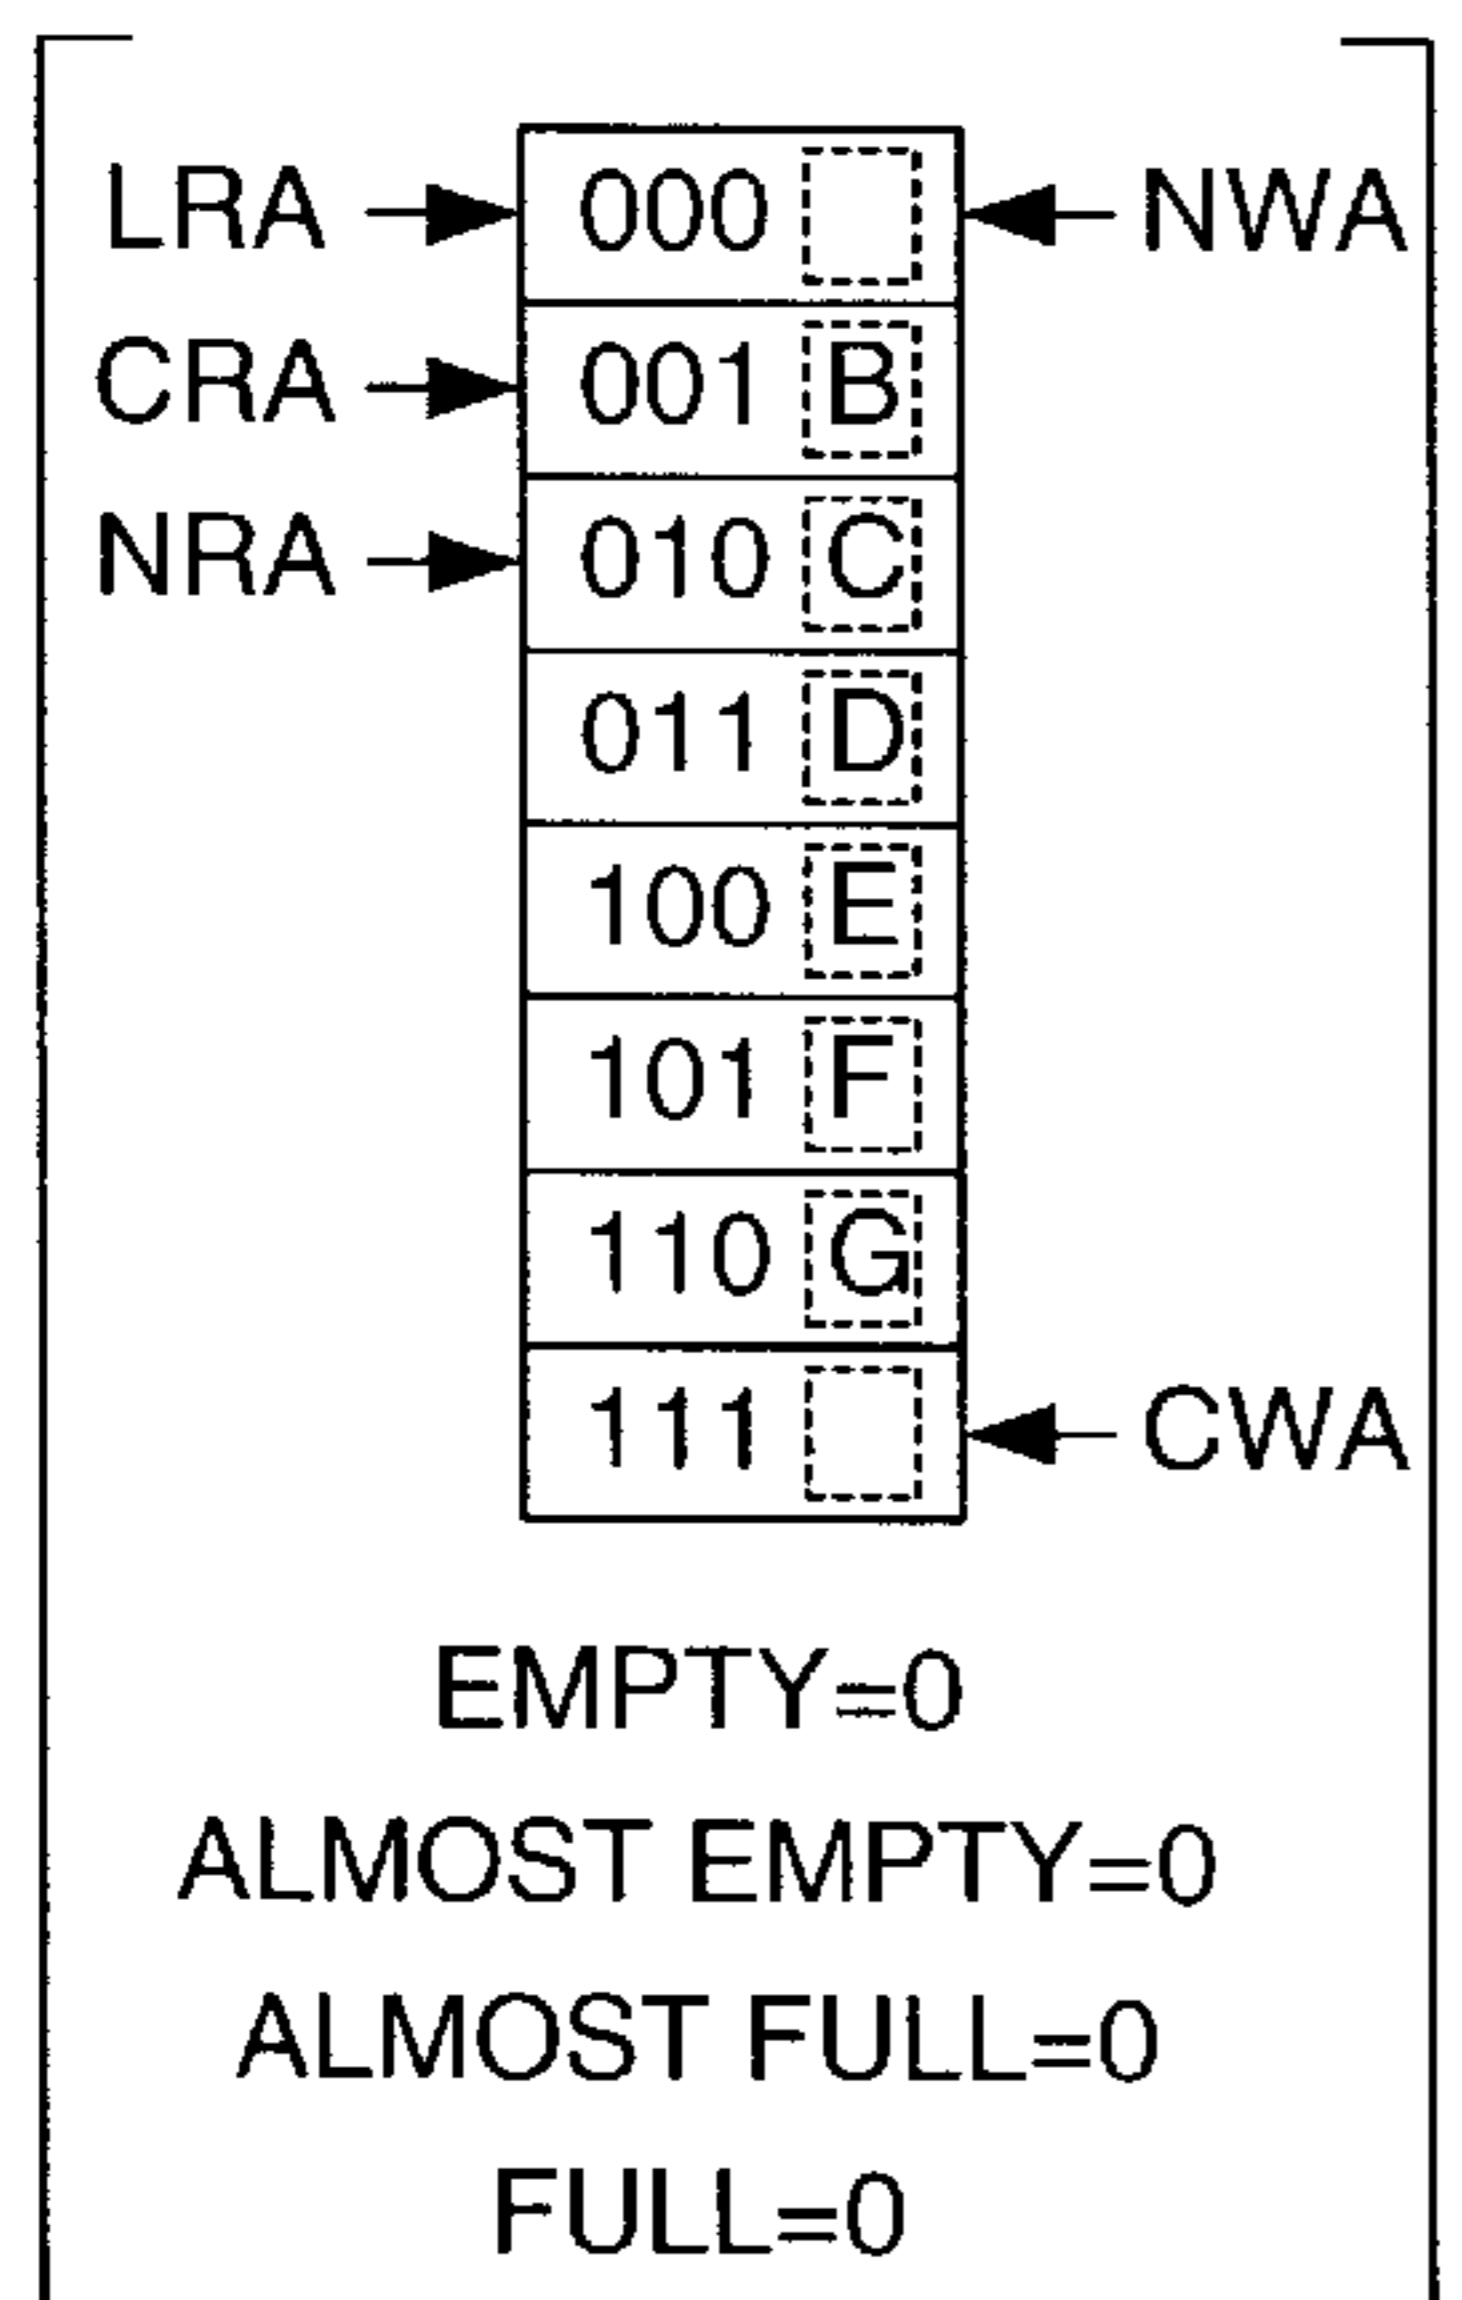 LRA 000 NWA
CRA 001 B
NRA 010 C
011 D
100 E
101 F
110 G
111 CWA
EMPTY=0
ALMOST EMPTY=0
ALMOST FULL=0
FULL=0